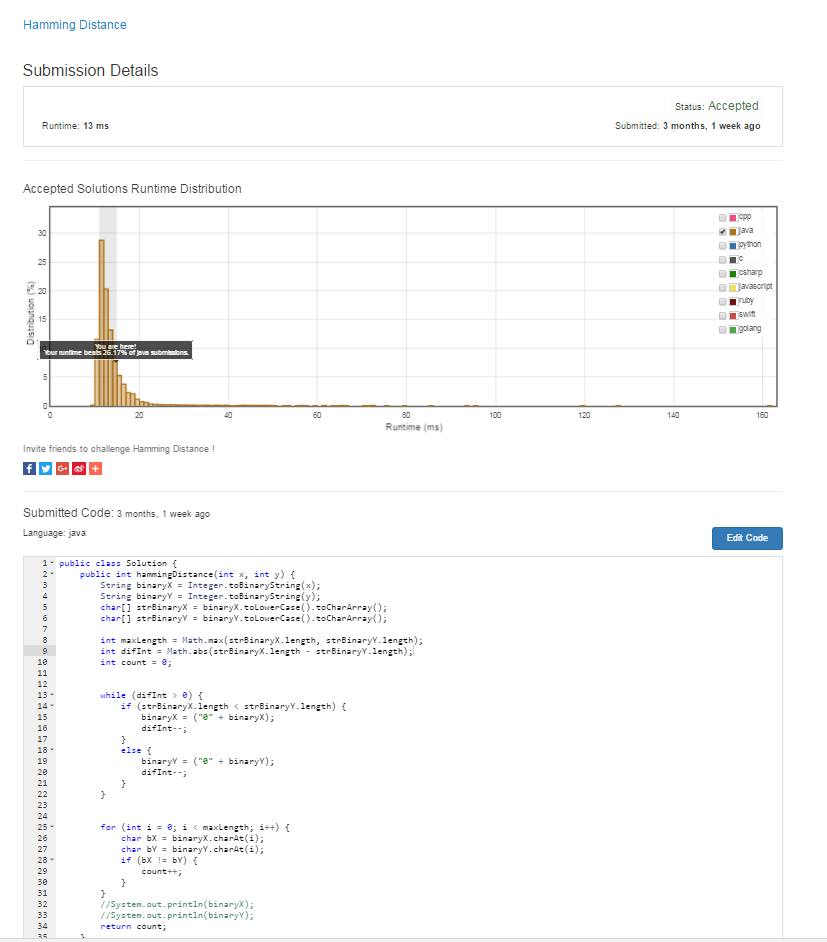 Hamming Distance
Submission Details
Status: Accepted
Runtime: 13 ms
Submitted: 3 months, 1 week ago
Accepted Solutions Runtime Distribution
cpp
java
python
c
csharp
javascript
ruby
swift
golang
30
25
20
15
5
0
Distribution (%)
You are here!
Your runtime beats 26.17% of java submissions.
0 20 40 60 80 100 120 140 160
Runtime (ms)
Invite friends to challenge Hamming Distance !
f G+ +
Submitted Code: 3 months, 1 week ago
Language: java
Edit Code
1 public class Solution {
2 public int hammingDistance(int x, int y) {
3 String binaryX = Integer.toBinaryString(x);
4 String binaryY = Integer.toBinaryString(y);
5 char[] strBinaryX = binaryX.toLowerCase().toCharArray();
6 char[] strBinaryY = binaryY.toLowerCase().toCharArray();
7
8 int maxLength = Math.max(strBinaryX.length, strBinaryY.length);
9 int difInt = Math.abs(strBinaryX.length - strBinaryY.length);
10 int count = 0;
11
12
13 while (difInt > 0) {
14 if (strBinaryX.length < strBinaryY.length) {
15 binaryX = ("0" + binaryX);
16 difInt--;
17 }
18 else {
19 binaryY = ("0" + binaryY);
20 difInt--;
21 }
22 }
23
24
25 for (int i = 0; i < maxLength; i++) {
26 char bX = binaryX.charAt(i);
27 char bY = binaryY.charAt(i);
28 if (bX != bY) {
29 count++;
30 }
31 }
32 //System.out.println(binaryX);
33 //System.out.println(binaryY);
34 return count;
35 }